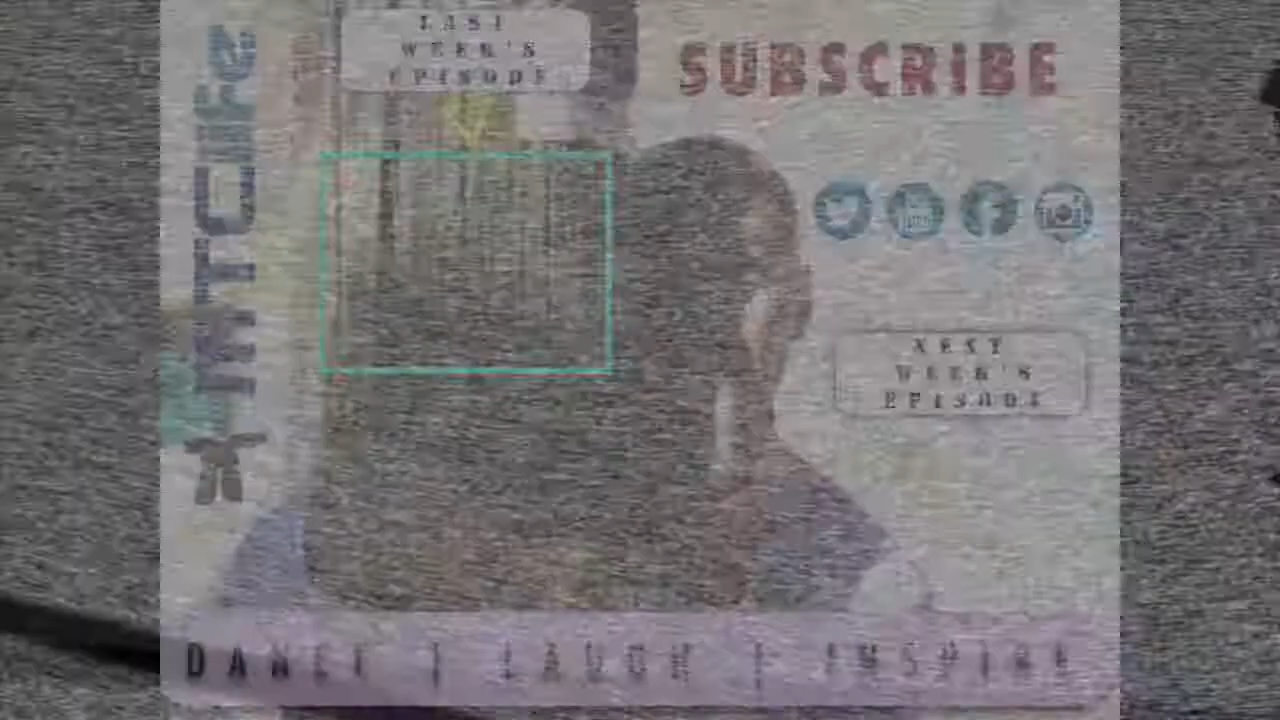 LAST
WEEK'S
EPISODE
SUBSCRIBE
NEXT
WEEK'S
EPISODE
DANCE | LAUGH | INSPIRE